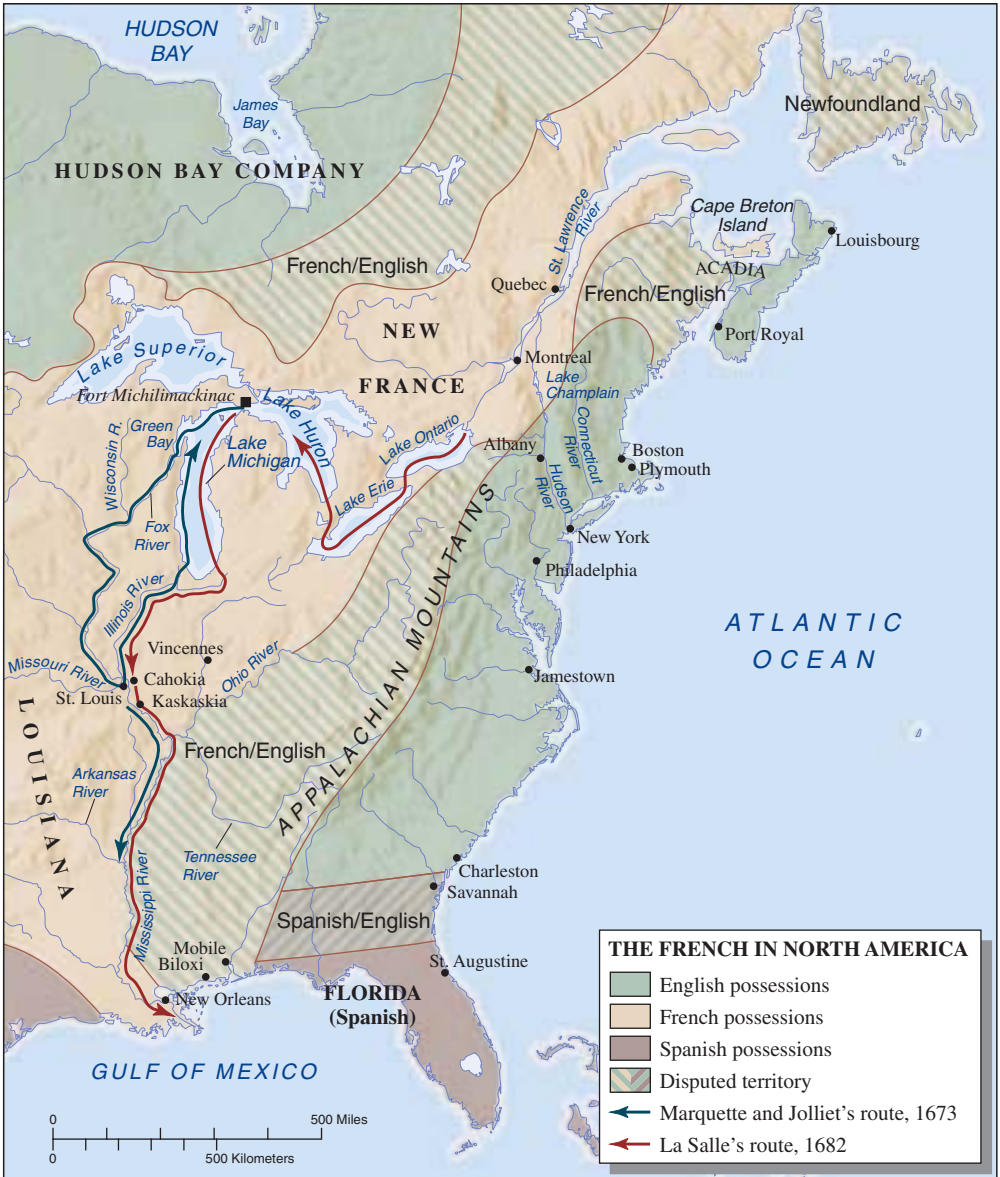 HUDSON
BAY
James
Bay
HUDSON BAY COMPANY
Newfoundland
Cape Breton
Island
Louisbourg
ACADIA
St. Lawrence
River
French/English
Quebec
French/English
Port Royal
NEW
FRANCE
Montreal
Lake Superior
Fort Michilimackinac
Lake
Champlain
Lake Huron
Green
Bay
Wisconsin R.
Lake
Michigan
Lake Ontario
Albany
Connecticut
River
Boston
Plymouth
Lake Erie
Hudson
River
Fox
River
New York
Philadelphia
Illinois River
APPALACHIAN MOUNTAINS
ATLANTIC
OCEAN
Vincennes
Ohio River
Missouri River
Cahokia
St. Louis
Kaskaskia
Jamestown
LOUISIANA
French/English
Arkansas
River
Tennessee
River
Mississippi River
Charleston
Savannah
Spanish/English
Mobile
Biloxi
St. Augustine
New Orleans
FLORIDA
(Spanish)
GULF OF MEXICO
0
500 Miles
0
500 Kilometers
THE FRENCH IN NORTH AMERICA
English possessions
French possessions
Spanish possessions
Disputed territory
Marquette and Jolliet's route, 1673
La Salle's route, 1682